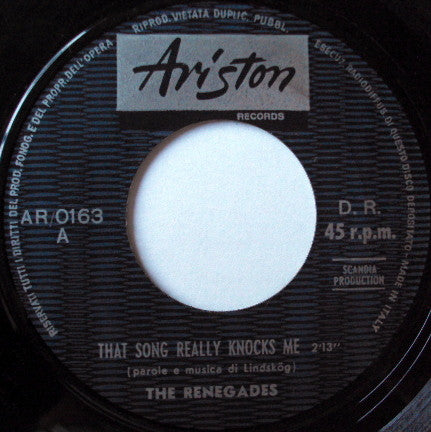 RISERVATI TUTTI I DIRITTI DEL PROD. FONOG. E DEL PROPR. DELL'OPERA
RIPROD. VIETATA DUPLIC. PUBBL.
ESECUZ. RADIODIFFUS. DI QUESTO DISCO DEPOSIATO - MADE IN ITALY
Ariston
RECORDS
AR/0163
A
D. R.
45 r.p.m.
SCANDIA
PRODUCTION
THAT SONG REALLY KNOCKS ME 2'13"
(parole e musica di Lindskög)
THE RENEGADES